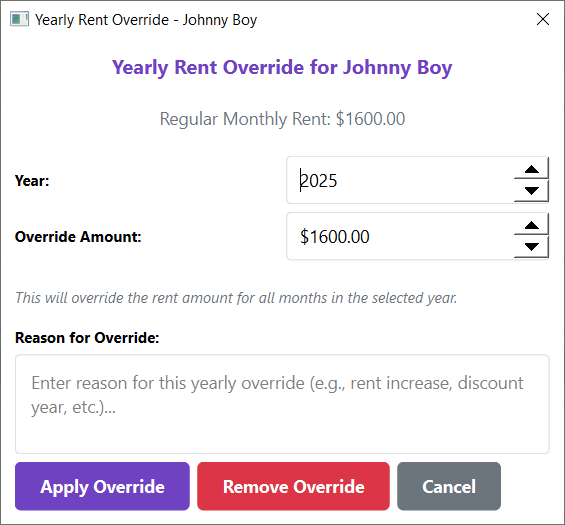 Yearly Rent Override - Johnny Boy
Yearly Rent Override for Johnny Boy
Regular Monthly Rent: $1600.00
Year:
2025
Override Amount:
$1600.00
This will override the rent amount for all months in the selected year.
Reason for Override:
Enter reason for this yearly override (e.g., rent increase, discount
year, etc.)...
Apply Override
Remove Override
Cancel